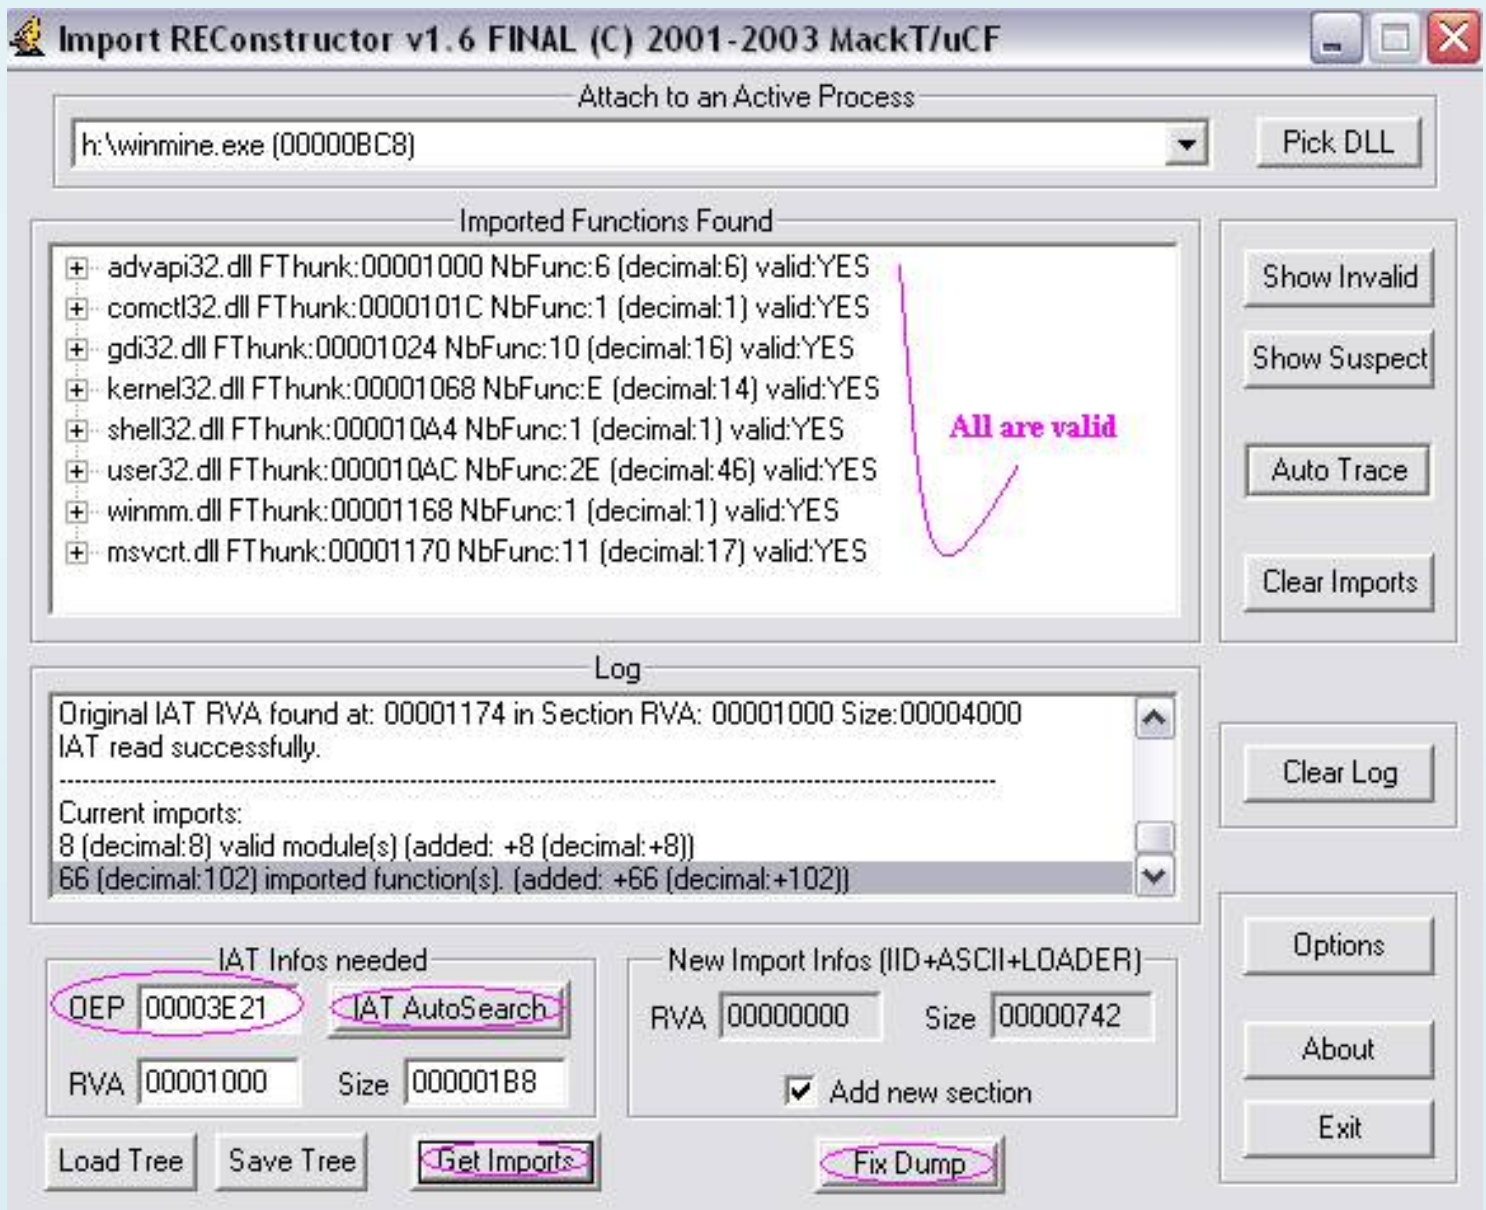 Import REConstructor v1.6 FINAL (C) 2001-2003 MackT/uCF
Attach to an Active Process
h:\winmine.exe (00000BC8)
Pick DLL
Imported Functions Found
advapi32.dll FThunk:00001000 NbFunc:6 (decimal:6) valid:YES
comctl32.dll FThunk:0000101C NbFunc:1 (decimal:1) valid:YES
gdi32.dll FThunk:00001024 NbFunc:10 (decimal:16) valid:YES
kernel32.dll FThunk:00001068 NbFunc:E (decimal:14) valid:YES
shell32.dll FThunk:000010A4 NbFunc:1 (decimal:1) valid:YES
user32.dll FThunk:000010AC NbFunc:2E (decimal:46) valid:YES
winmm.dll FThunk:00001168 NbFunc:1 (decimal:1) valid:YES
msvcrt.dll FThunk:00001170 NbFunc:11 (decimal:17) valid:YES
All are valid
Show Invalid
Show Suspect
Auto Trace
Clear Imports
Log
Original IAT RVA found at: 00001174 in Section RVA: 00001000 Size:00004000
IAT read successfully.
------------------------------------------------------------------------------------------------------------------------
Current imports:
8 (decimal:8) valid module(s) (added: +8 (decimal:+8))
66 (decimal:102) imported function(s). (added: +66 (decimal:+102))
Clear Log
IAT Infos needed
OEP 00003E21 IAT AutoSearch
RVA 00001000 Size 000001B8
New Import Infos (IID+ASCII+LOADER)
RVA 00000000 Size 00000742
Add new section
Options
About
Exit
Load Tree
Save Tree
Get Imports
Fix Dump